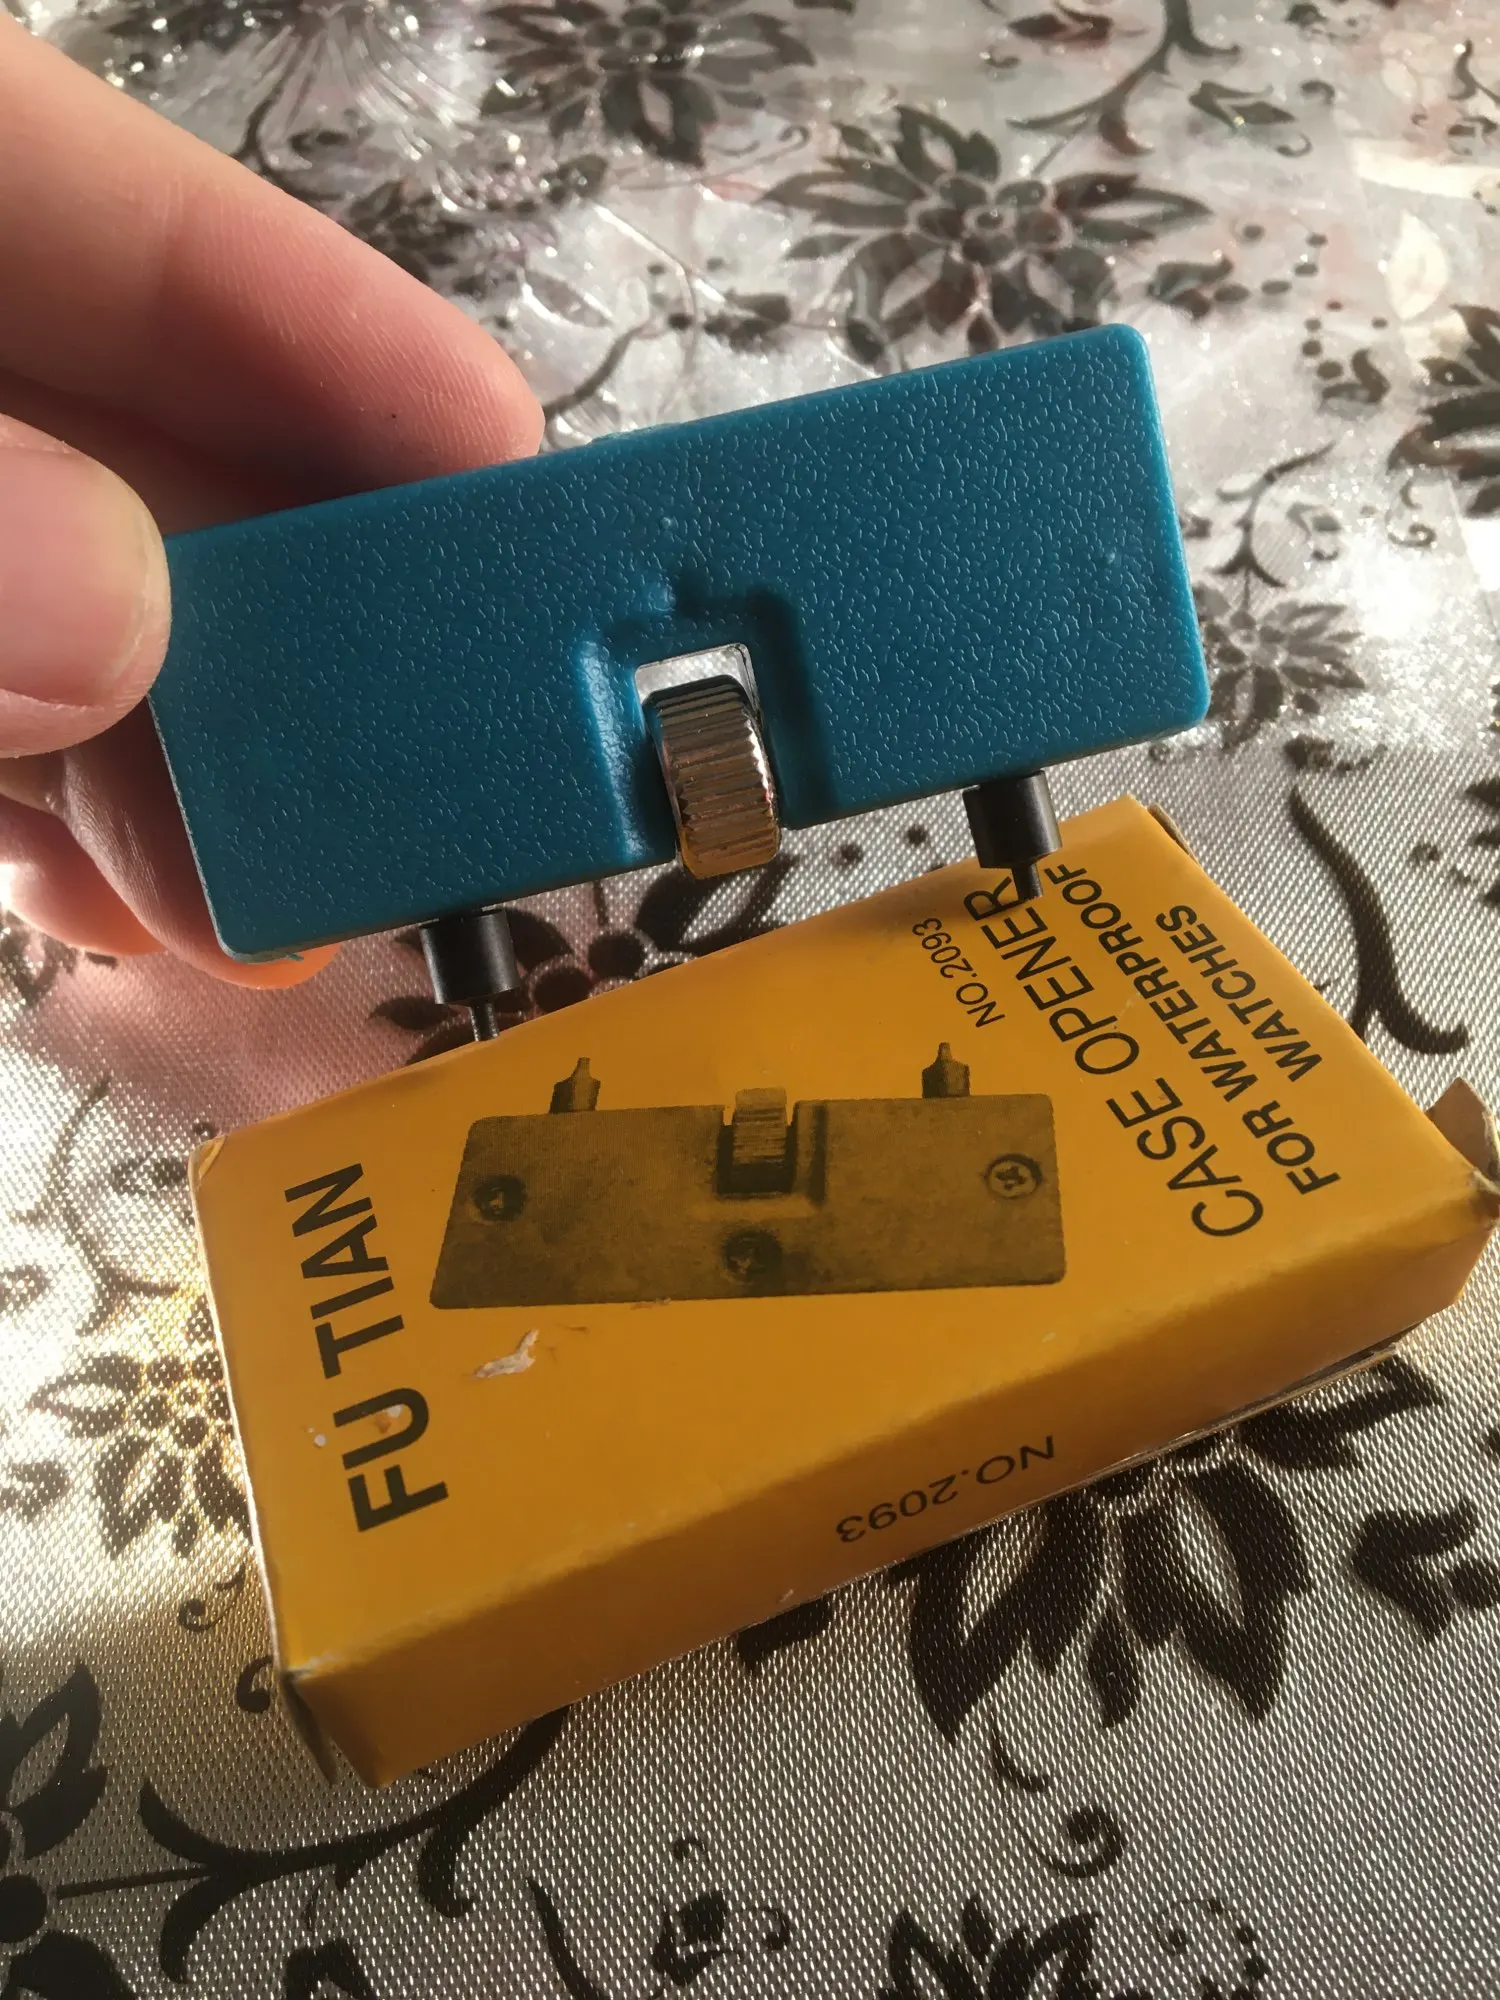 FU TIAN
NO.2093
CASE OPENER
FOR WATERPROOF
WATCHES
NO.2093